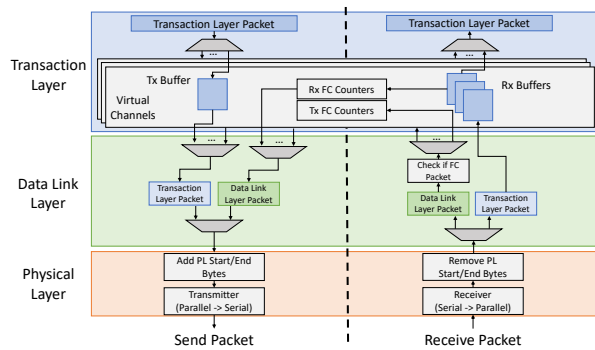 Transaction Layer Packet
Transaction Layer Packet
...
...
Transaction
Layer
Tx Buffer
Virtual
Channels
Rx FC Counters
Tx FC Counters
Rx Buffers
...
...
...
Data Link
Layer
Transaction
Layer Packet
Data Link
Layer Packet
Check if FC
Packet
Data Link
Layer Packet
Transaction
Layer Packet
Physical
Layer
Add PL Start/End
Bytes
Transmitter
(Parallel -> Serial)
Remove PL
Start/End Bytes
Receiver
(Serial -> Parallel)
Send Packet
Receive Packet